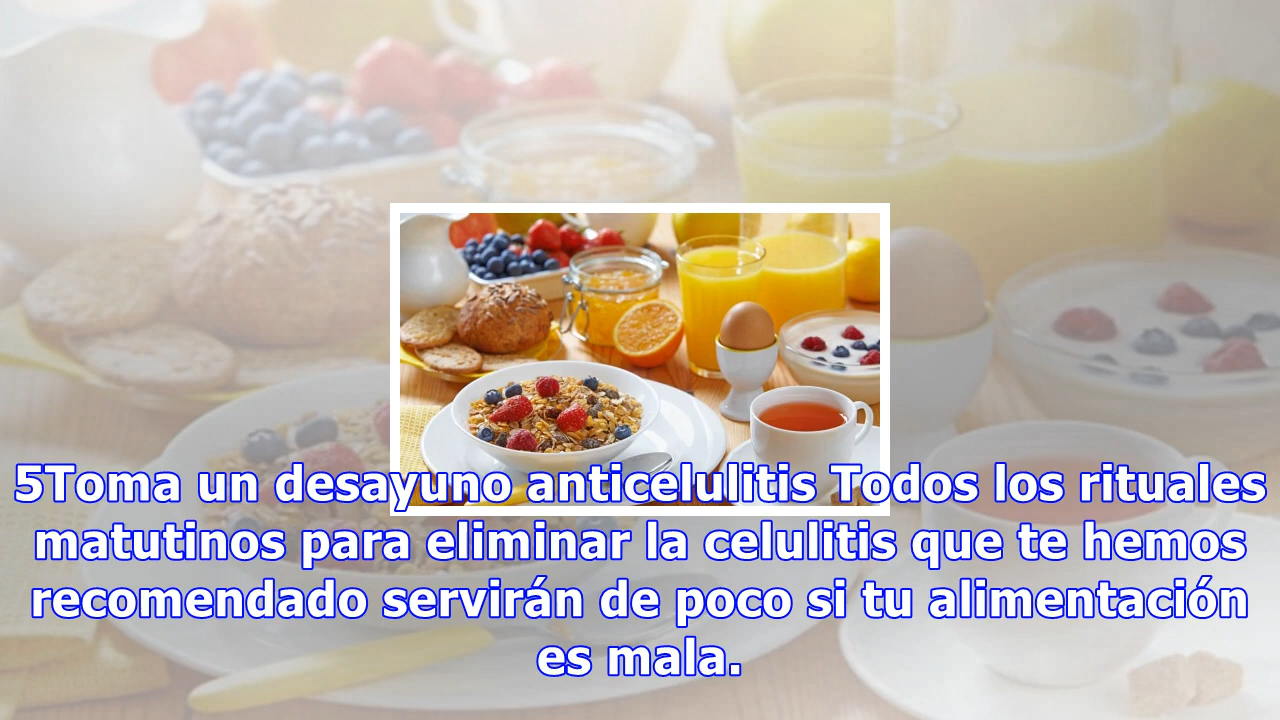 5Toma un desayuno anticelulitis Todos los rituales
matutinos para eliminar la celulitis que te hemos
recomendado servirán de poco si tu alimentación
es mala.